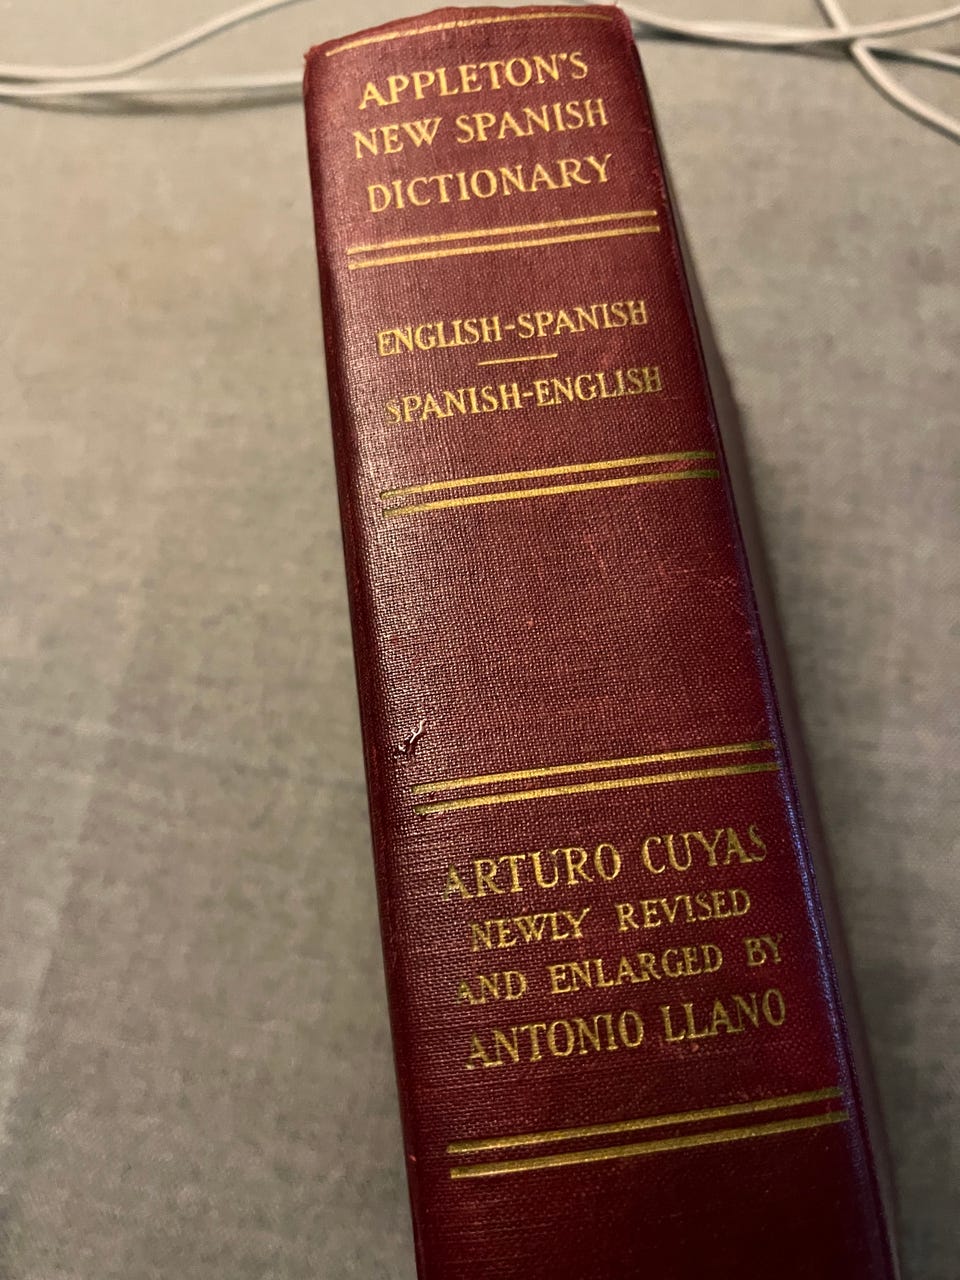 APPLETON'S
NEW SPANISH
DICTIONARY
ENGLISH-SPANISH
SPANISH-ENGLISH
ARTURO CUYAS
NEWLY REVISED
AND ENLARGED BY
ANTONIO LLANO